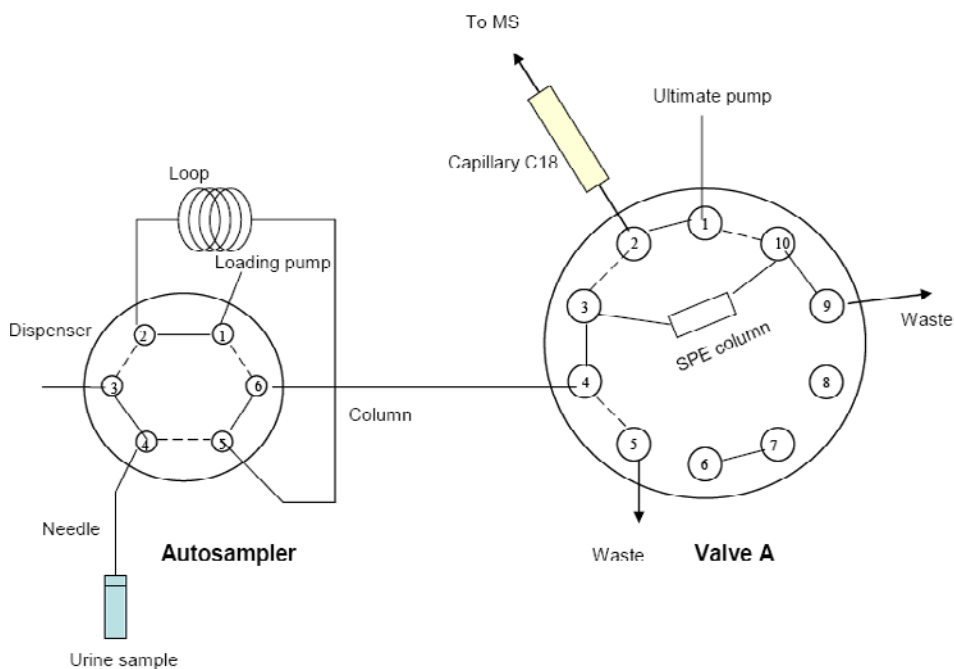 To MS
Ultimate pump
Capillary C18
Loop
Loading pump
Dispenser
2
1
3
6
4
5
Column
Needle
Autosampler
Urine sample
1
2
10
3
9
Waste
SPE column
4
8
5
6
7
Waste
Valve A